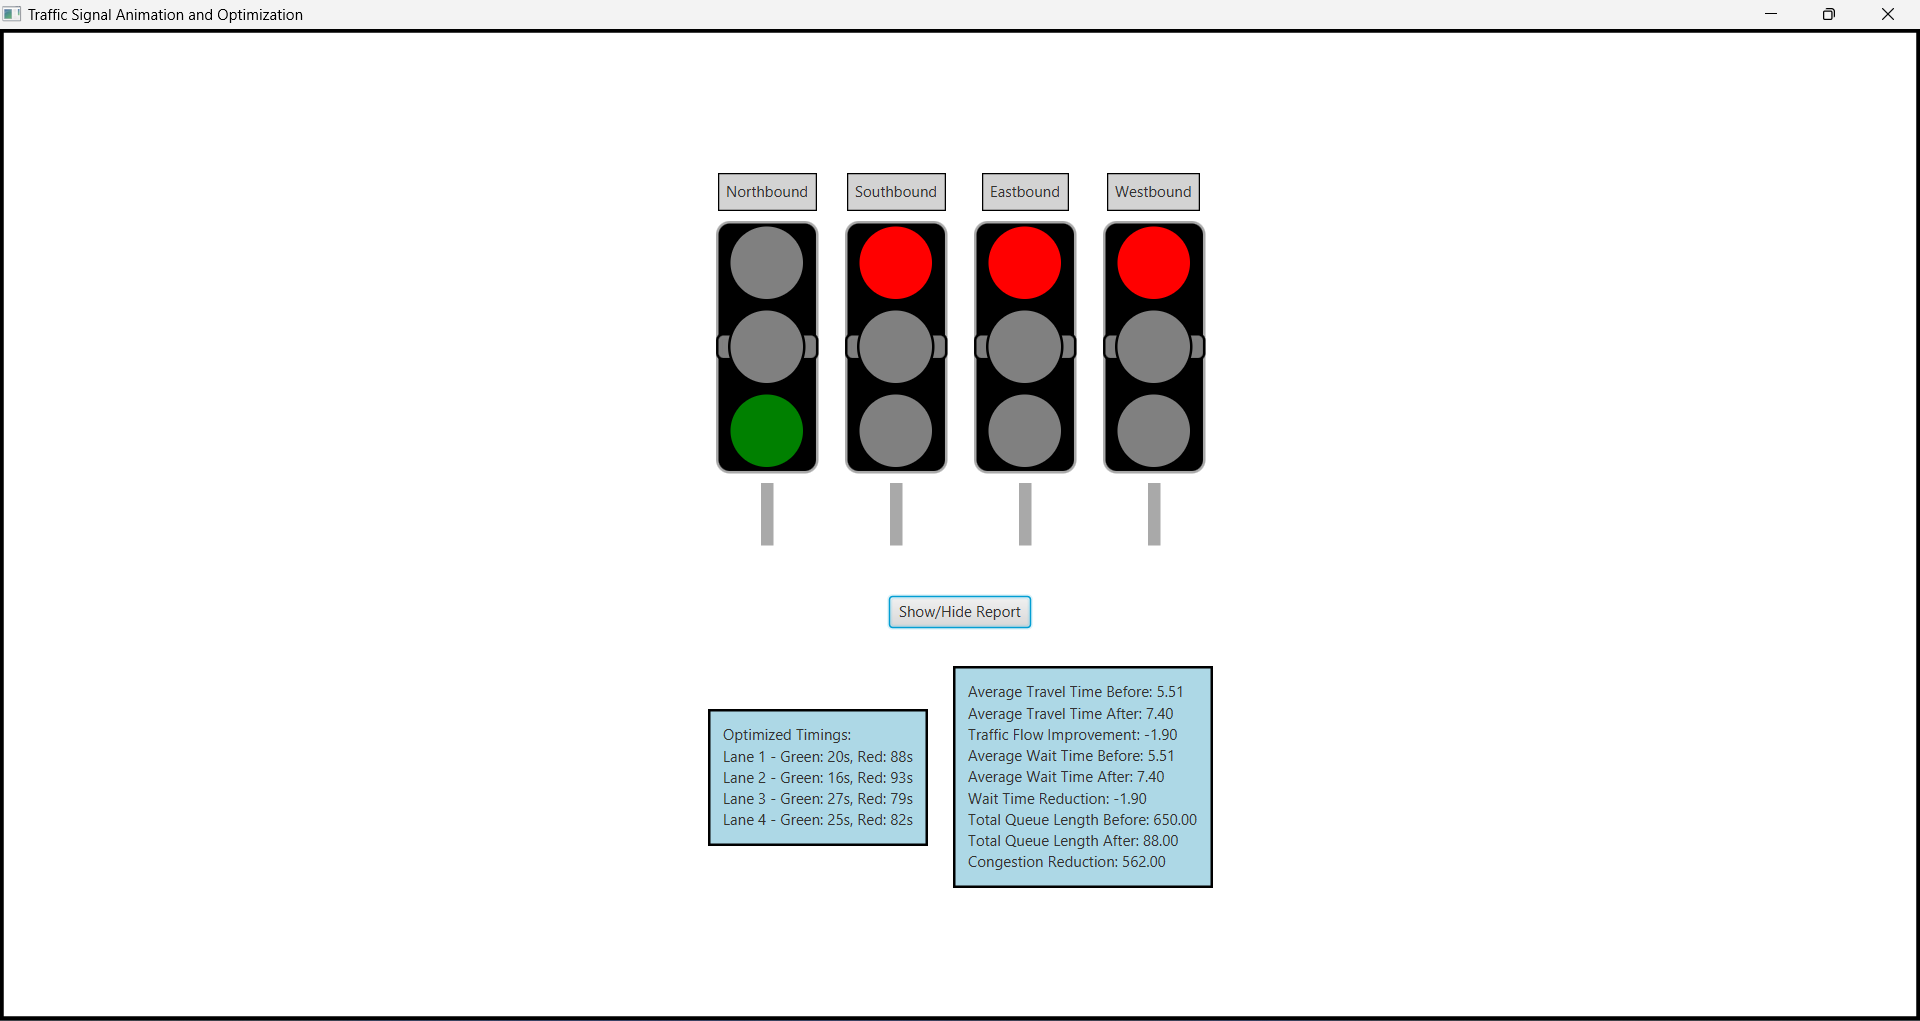 Traffic Signal Animation and Optimization
Northbound
Southbound
Eastbound
Westbound
Show/Hide Report
Optimized Timings:
Lane 1 - Green: 20s, Red: 88s
Lane 2 - Green: 16s, Red: 93s
Lane 3 - Green: 27s, Red: 79s
Lane 4 - Green: 25s, Red: 82s
Average Travel Time Before: 5.51
Average Travel Time After: 7.40
Traffic Flow Improvement: -1.90
Average Wait Time Before: 5.51
Average Wait Time After: 7.40
Wait Time Reduction: -1.90
Total Queue Length Before: 650.00
Total Queue Length After: 88.00
Congestion Reduction: 562.00